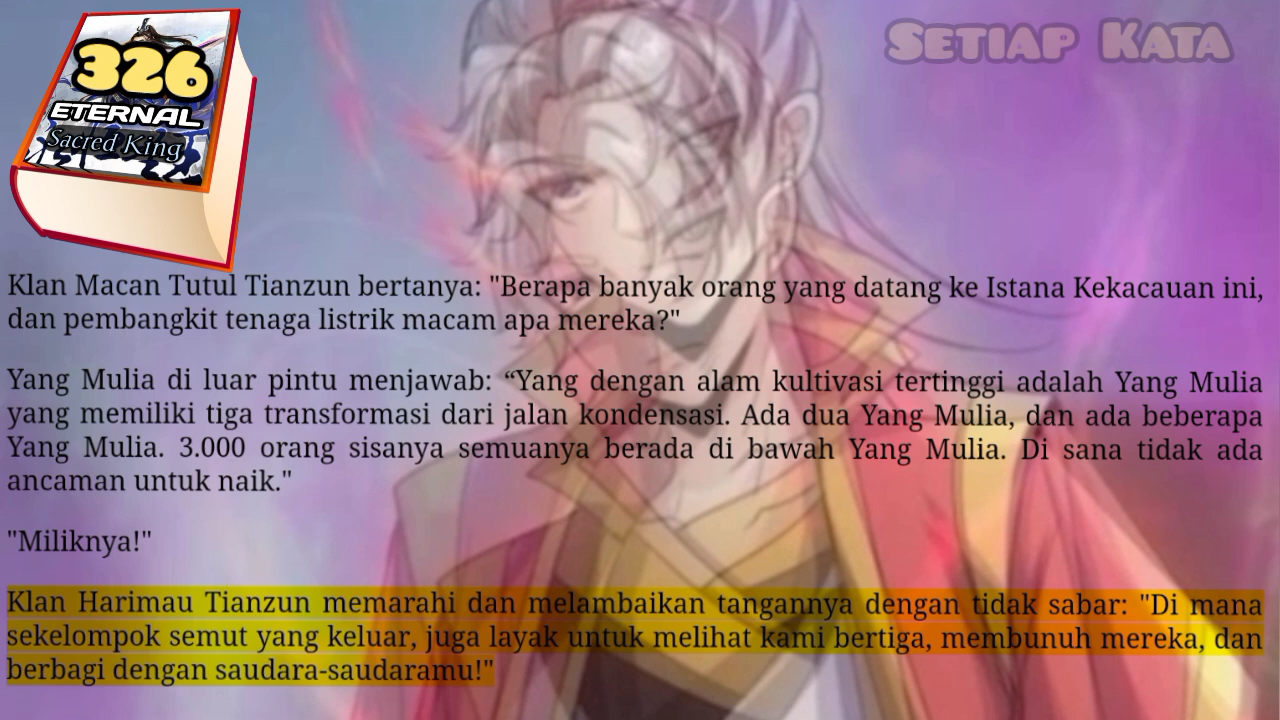 326
ETERNAL
Sacred King
SETIAP KATA
Klan Macan Tutul Tianzun bertanya: "Berapa banyak orang yang datang ke Istana Kekacauan ini,
dan pembangkit tenaga listrik macam apa mereka?"
Yang Mulia di luar pintu menjawab: “Yang dengan alam kultivasi tertinggi adalah Yang Mulia
yang memiliki tiga transformasi dari jalan kondensasi. Ada dua Yang Mulia, dan ada beberapa
Yang Mulia. 3.000 orang sisanya semuanya berada di bawah Yang Mulia. Di sana tidak ada
ancaman untuk naik."
"Miliknya!"
Klan Harimau Tianzun memarahi dan melambaikan tangannya dengan tidak sabar: "Di mana
sekelompok semut yang keluar, juga layak untuk melihat kami bertiga, membunuh mereka, dan
berbagi dengan saudara-saudaramu!"